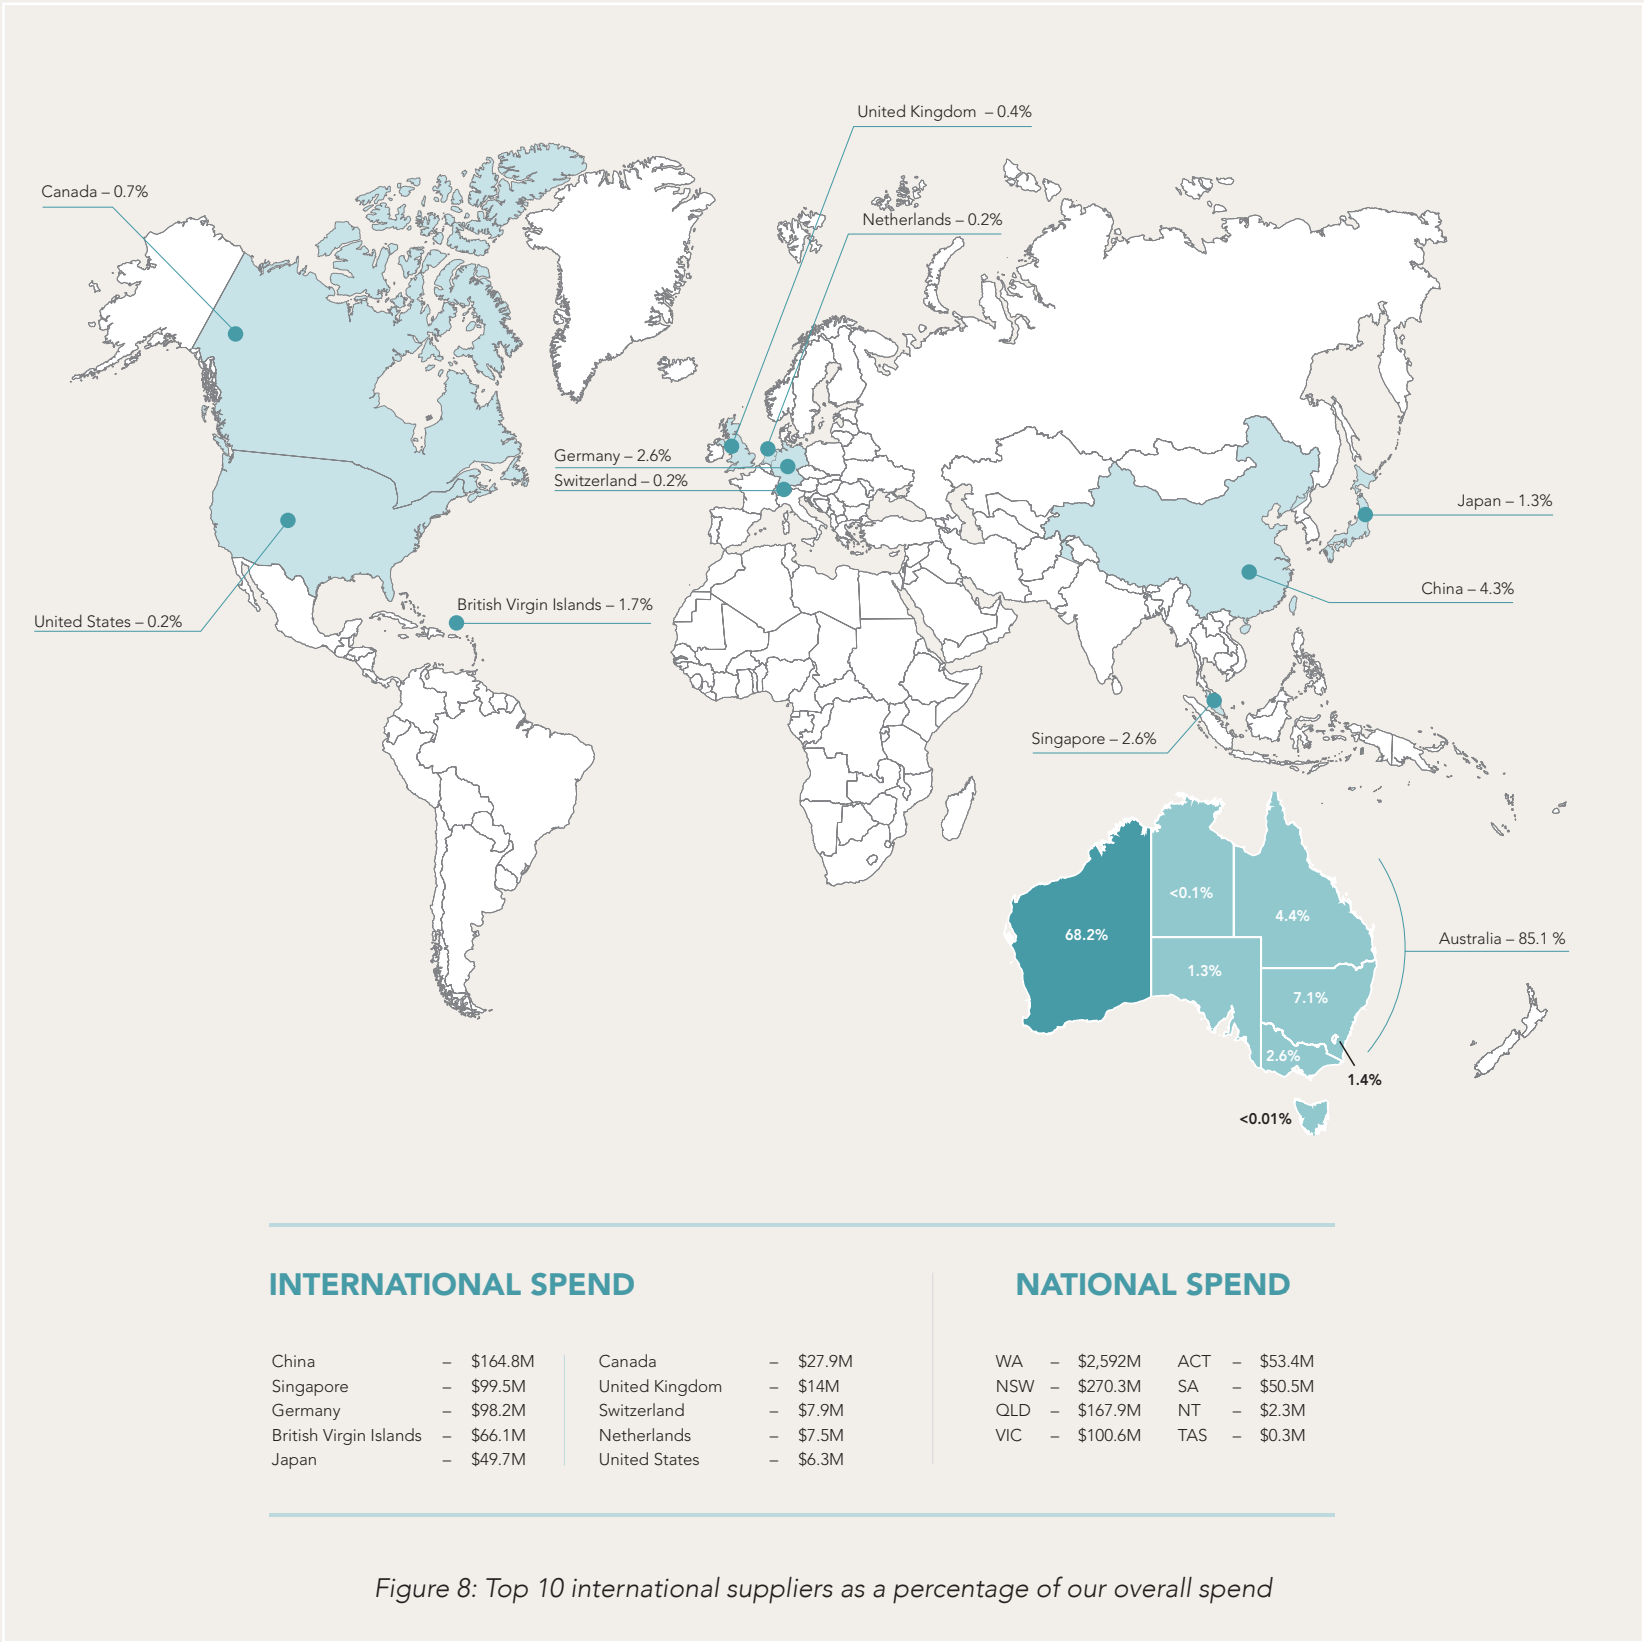 United Kingdom – 0.4%
Canada – 0.7%
Netherlands – 0.2%
Germany – 2.6%
Switzerland – 0.2%
Japan – 1.3%
China – 4.3%
British Virgin Islands – 1.7%
United States – 0.2%
Singapore – 2.6%
<0.1%
4.4%
68.2%
Australia – 85.1 %
1.3%
7.1%
2.6%
1.4%
<0.01%
INTERNATIONAL SPEND
China – $164.8M
Singapore – $99.5M
Germany – $98.2M
British Virgin Islands – $66.1M
Japan – $49.7M
Canada – $27.9M
United Kingdom – $14M
Switzerland – $7.9M
Netherlands – $7.5M
United States – $6.3M
NATIONAL SPEND
WA – $2,592M
NSW – $270.3M
QLD – $167.9M
VIC – $100.6M
ACT – $53.4M
SA – $50.5M
NT – $2.3M
TAS – $0.3M
Figure 8: Top 10 international suppliers as a percentage of our overall spend